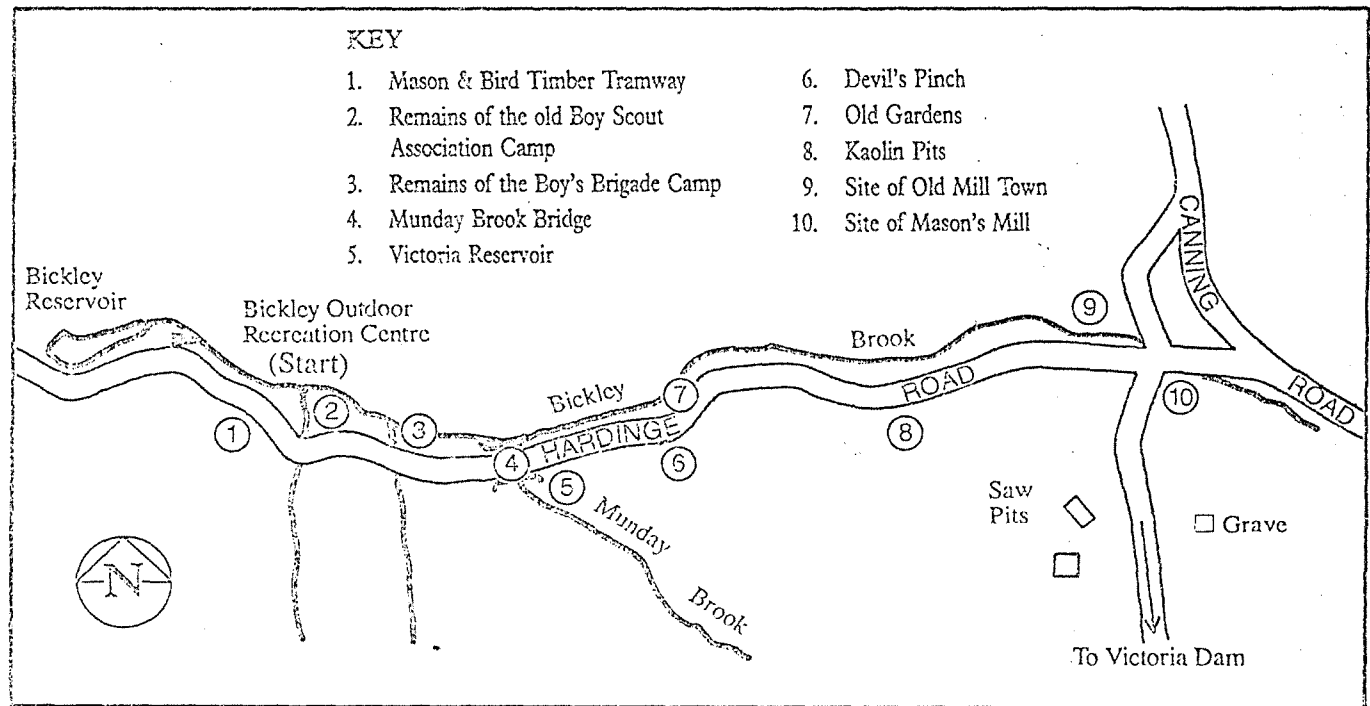 KEY
1. Mason & Bird Timber Tramway
2. Remains of the old Boy Scout
Association Camp
3. Remains of the Boy's Brigade Camp
4. Munday Brook Bridge
5. Victoria Reservoir
6. Devil's Pinch
7. Old Gardens
8. Kaolin Pits
9. Site of Old Mill Town
10. Site of Mason's Mill
Bickley
Reservoir
Bickley Outdoor
Recreation Centre
(Start)
1
2
3
4
5
6
7
8
9
10
Bickley
Brook
HARDINGE
ROAD
CANNING
ROAD
Munday
Brook
Saw
Pits
Grave
To Victoria Dam
N